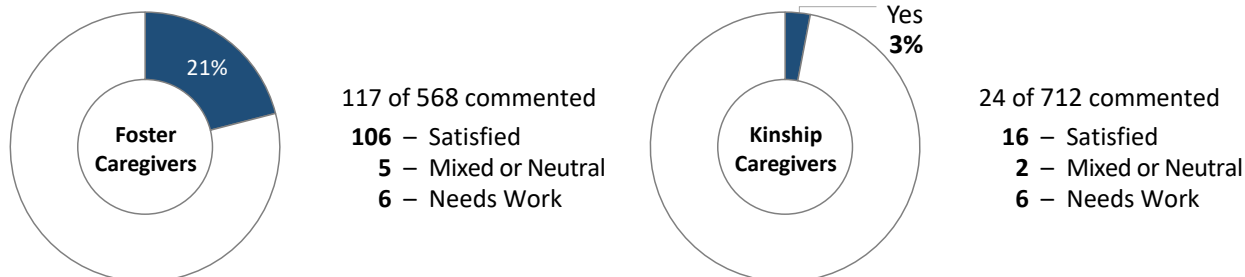 21%
Foster
Caregivers
117 of 568 commented
106 – Satisfied
5 – Mixed or Neutral
6 – Needs Work
Yes
3%
Kinship
Caregivers
24 of 712 commented
16 – Satisfied
2 – Mixed or Neutral
6 – Needs Work